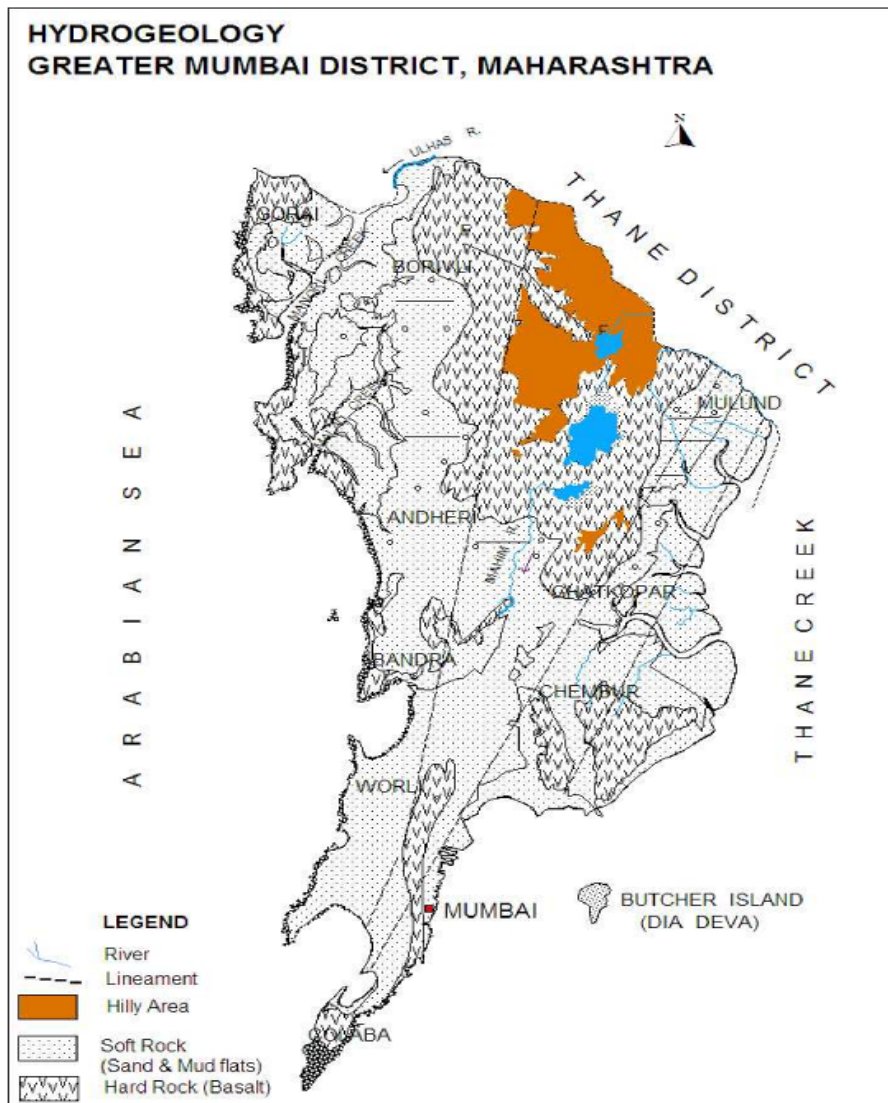 HYDROGEOLOGY
GREATER MUMBAI DISTRICT, MAHARASHTRA
N
ULHAS R.
THANE DISTRICT
GORAI
BORIVLI
MULUND
ARABIAN SEA
ANDHERI
MAHIM R.
THANE CREEK
GHATKOPAR
BANDRA
CHEMBUR
WORLI
MUMBAI
BUTCHER ISLAND
(DIA DEVA)
COLABA
LEGEND
River
Lineament
Hilly Area
Soft Rock
(Sand & Mud flats)
Hard Rock (Basalt)